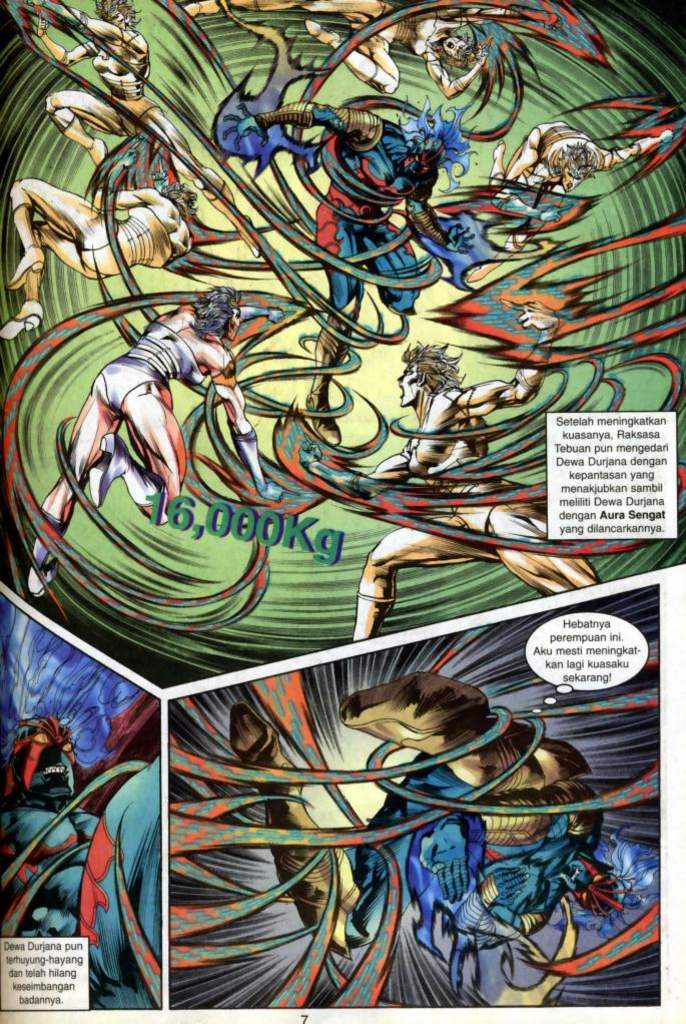 Setelah meningkatkan
kuasanya, Raksasa
Tebuan pun mengedari
Dewa Durjana dengan
kepantasan yang
menakjubkan sambil
meliliti Dewa Durjana
dengan Aura Sengat
yang dilancarkannya.
16,000Kg
Dewa Durjana pun
terhuyung-hayang
dan telah hilang
keseimbangan
badannya.
Hebatnya
perempuan ini.
Aku mesti meningkat-
kan lagi kuasaku
sekarang!
7